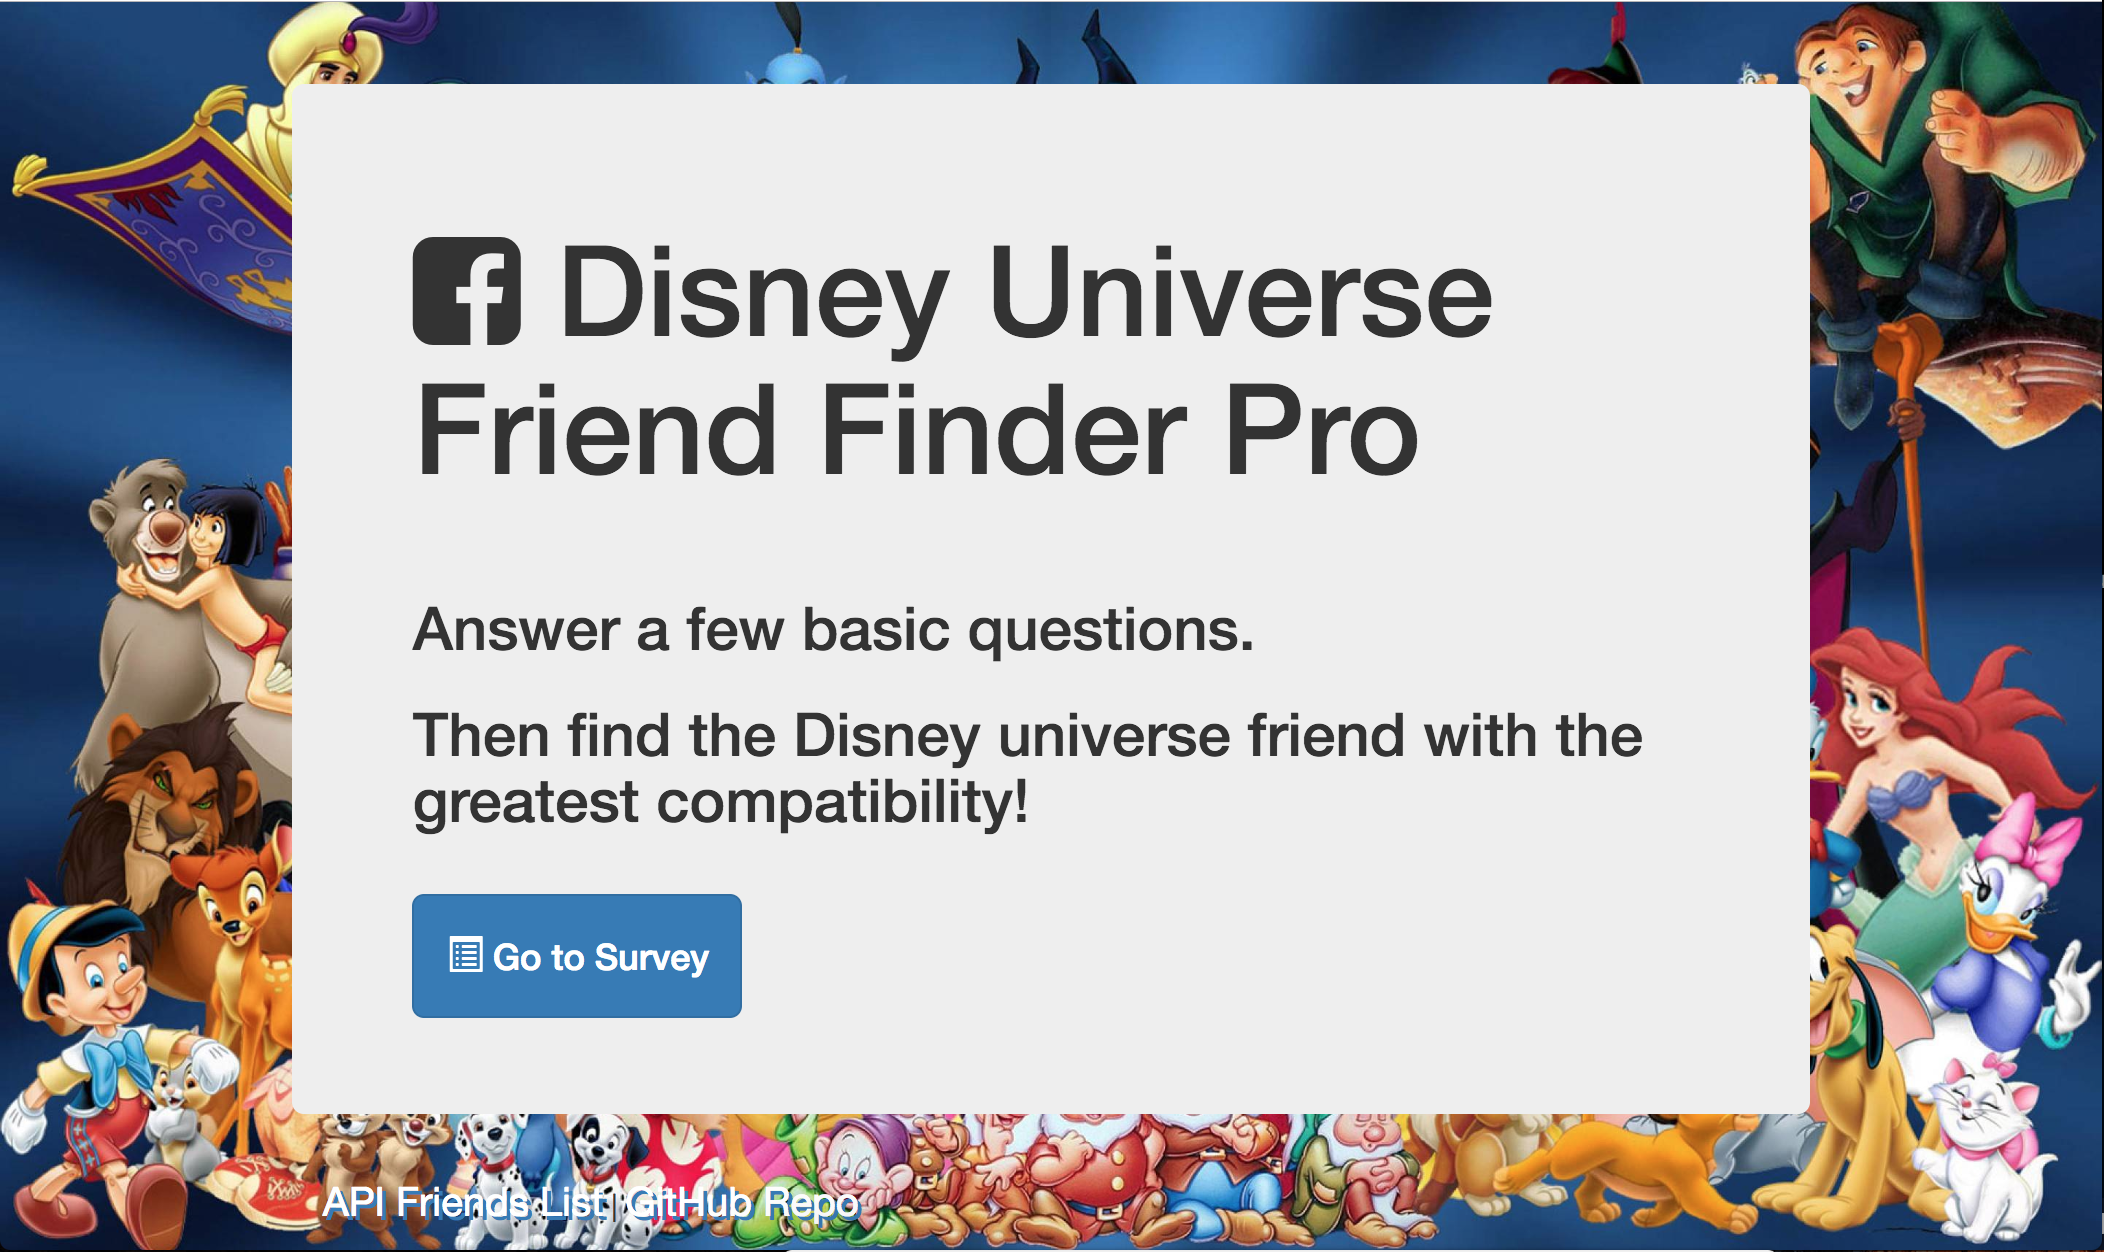 Disney Universe
Friend Finder Pro
Answer a few basic questions.
Then find the Disney universe friend with the
greatest compatibility!
Go to Survey
API Friends List | GitHub Repo